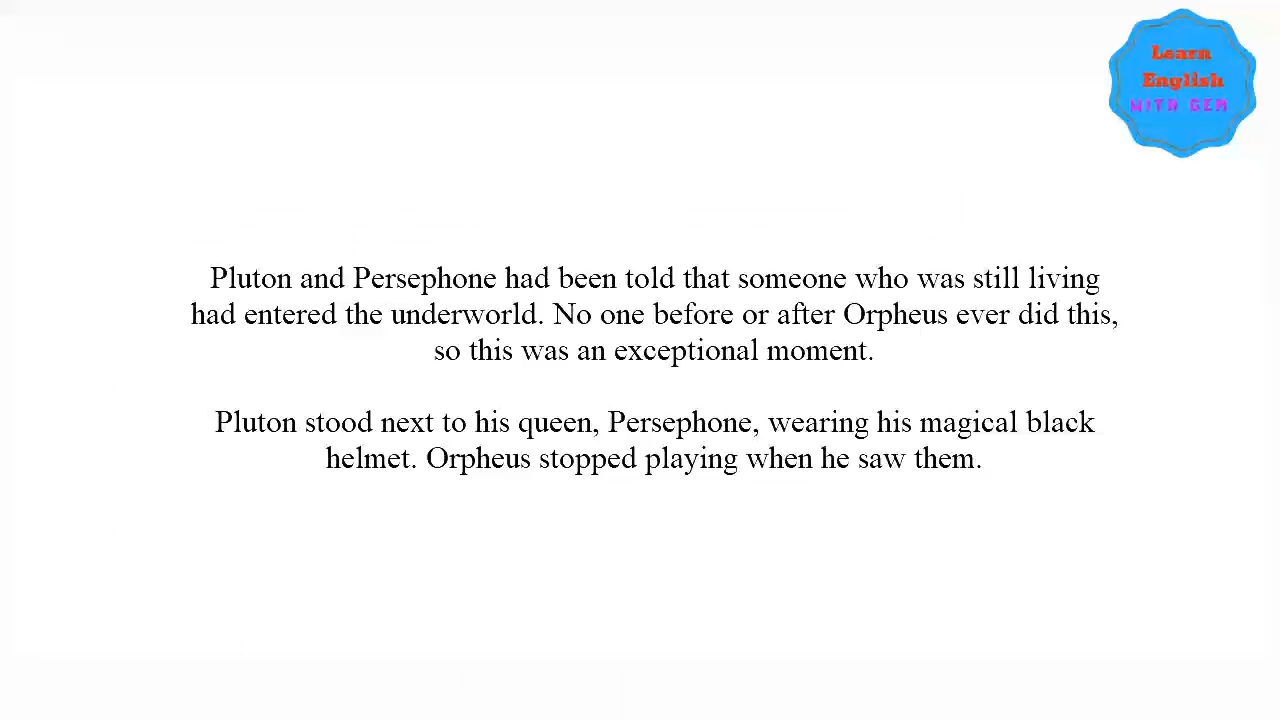 Learn
English
WITH GEM
Pluton and Persephone had been told that someone who was still living
had entered the underworld. No one before or after Orpheus ever did this,
so this was an exceptional moment.
Pluton stood next to his queen, Persephone, wearing his magical black
helmet. Orpheus stopped playing when he saw them.